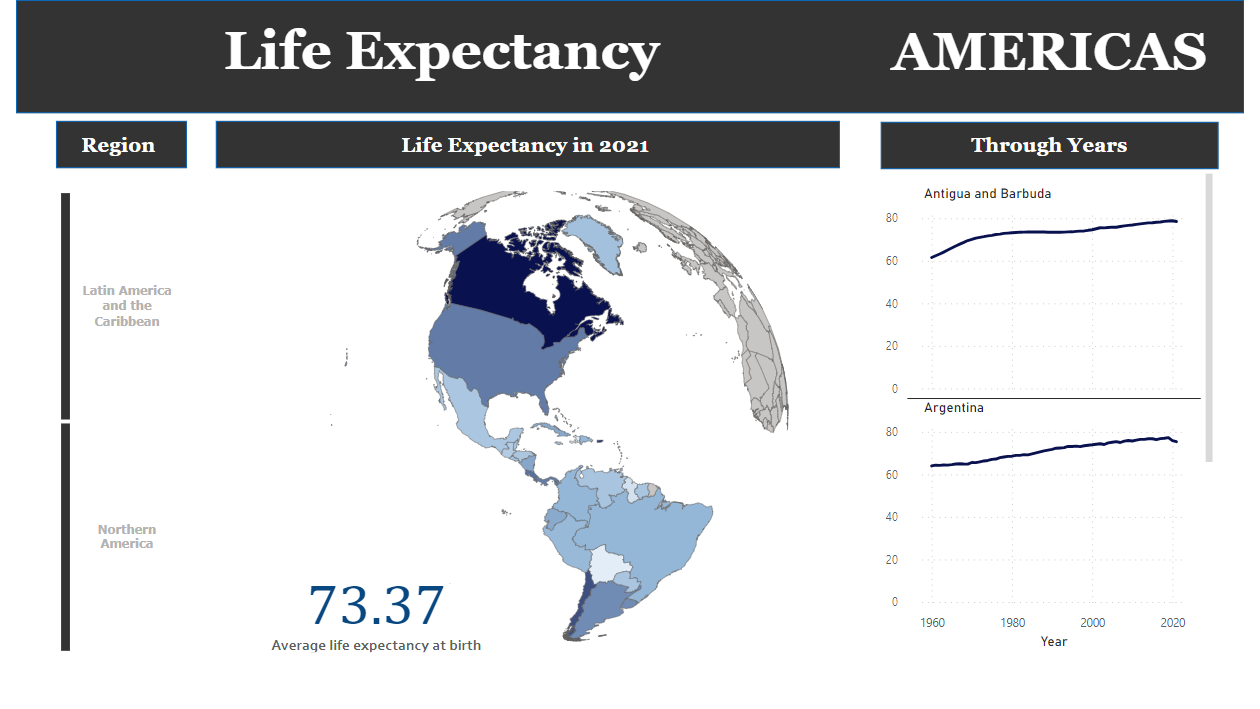 Life Expectancy
AMERICAS
Region
Life Expectancy in 2021
Through Years
Latin America
and the
Caribbean
Northern
America
73.37
Average life expectancy at birth
Antigua and Barbuda
80
60
40
20
0
Argentina
80
60
40
20
0
1960 1980 2000 2020
Year